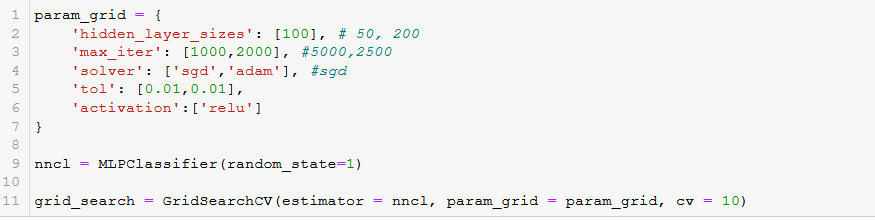 1 param_grid = {
2     'hidden_layer_sizes': [100], # 50, 200
3     'max_iter': [1000,2000], #5000,2500
4     'solver': ['sgd','adam'], #sgd
5     'tol': [0.01,0.01],
6     'activation':['relu']
7 }
8
9 nncl = MLPClassifier(random_state=1)
10
11 grid_search = GridSearchCV(estimator = nncl, param_grid = param_grid, cv = 10)